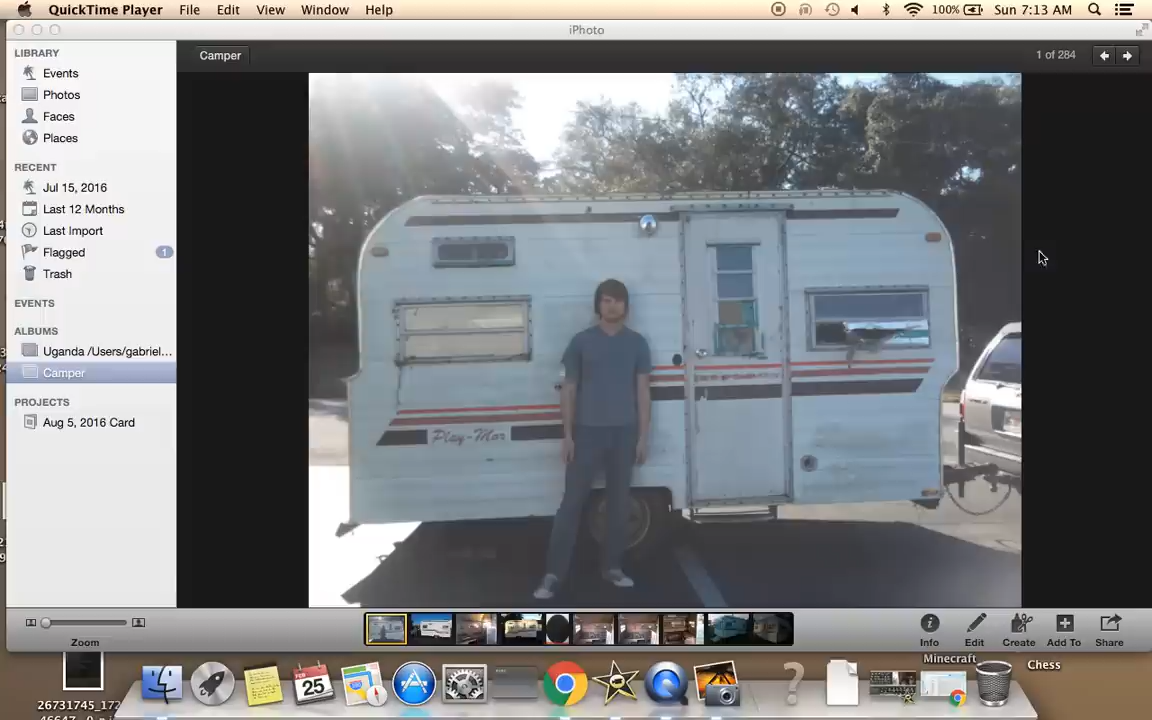 QuickTime Player File Edit View Window Help 100% Sun 7:13 AM
iPhoto
LIBRARY
Events
Photos
Faces
Places
RECENT
Jul 15, 2016
Last 12 Months
Last Import
Flagged 1
Trash
EVENTS
ALBUMS
Uganda /Users/gabriel...
Camper
PROJECTS
Aug 5, 2016 Card
Camper
1 of 284
Play-Mor
Zoom
Info Edit Create Add To Share
Minecraft
Chess
FEB
25
26731745_172